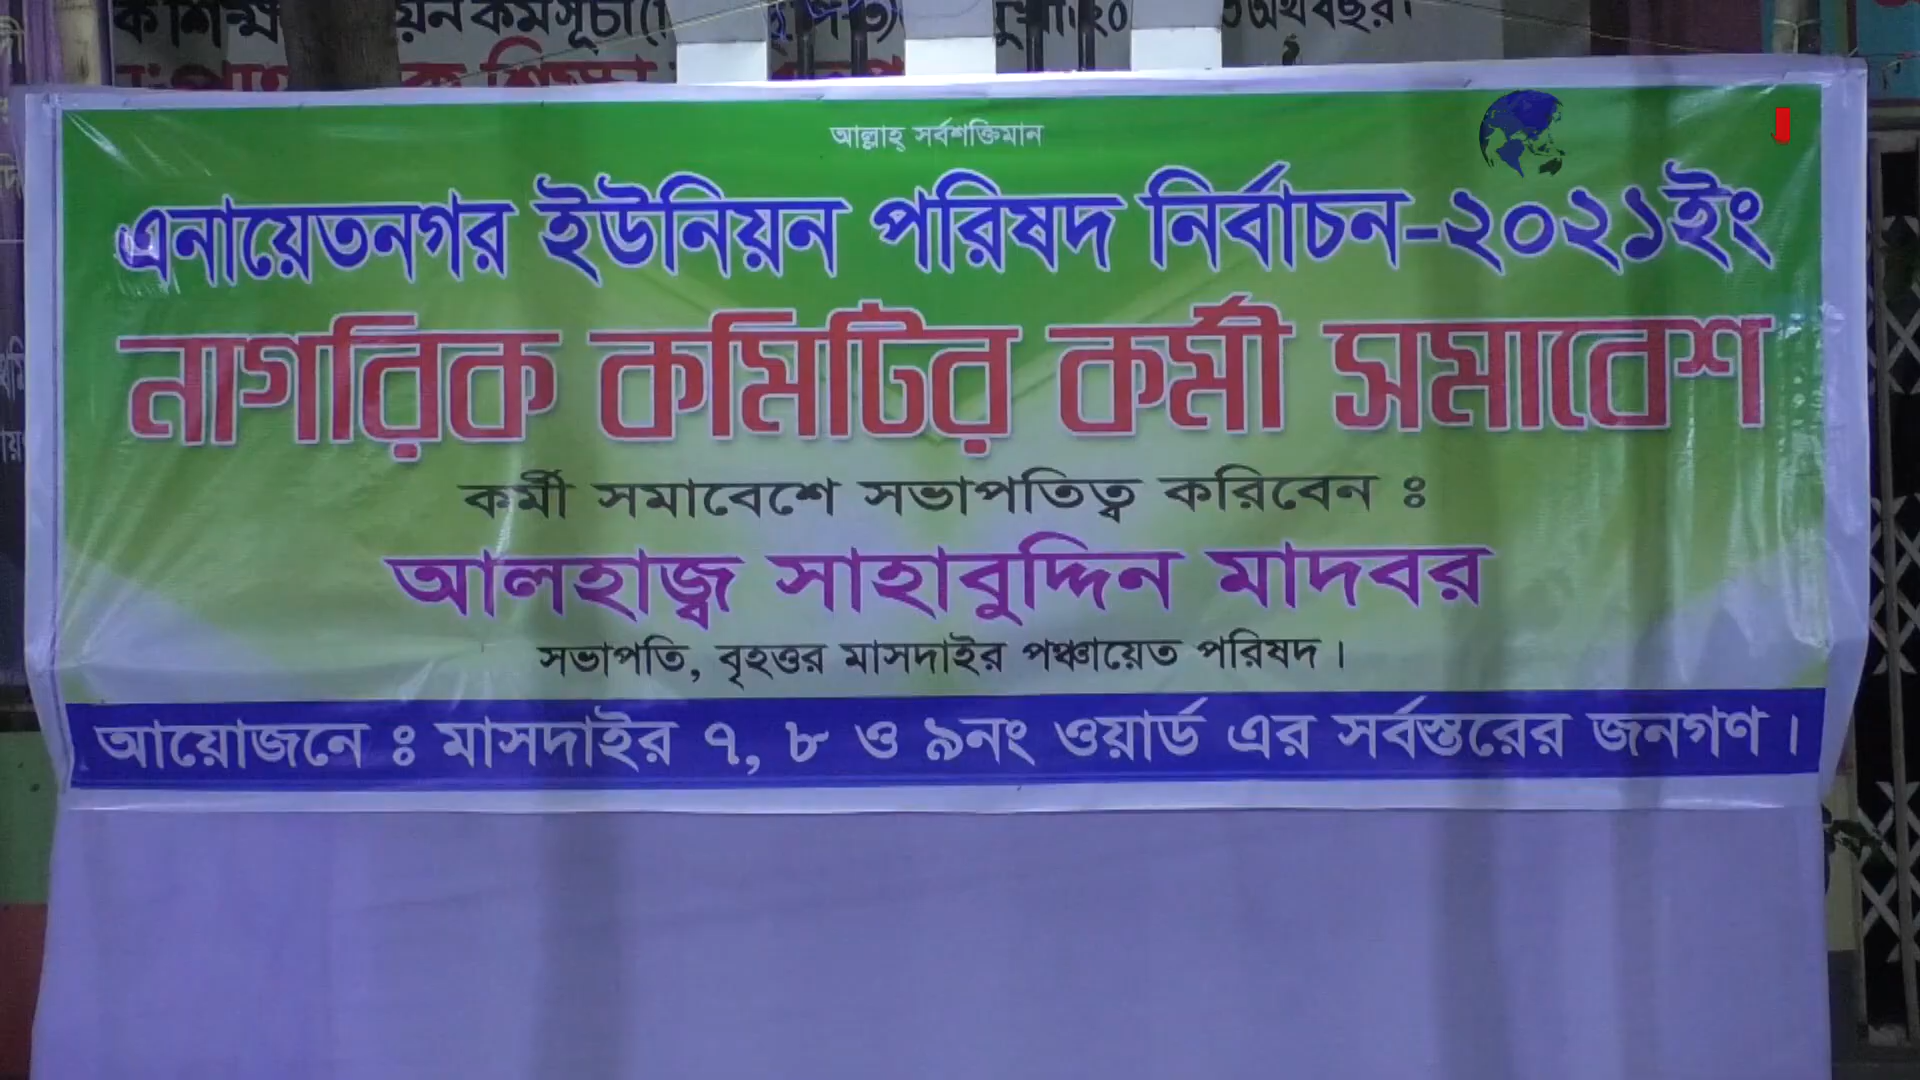 আল্লাহ্ সর্বশক্তিমান
এনায়েতনগর ইউনিয়ন পরিষদ নির্বাচন-২০২১ইং
নাগরিক কমিটির কর্মী সমাবেশ
কর্মী সমাবেশে সভাপতিত্ব করিবেন ঃ
আলহাজ্ব সাহাবুদ্দিন মাদবর
সভাপতি, বৃহত্তর মাসদাইর পঞ্চায়েত পরিষদ।
আয়োজনে ঃ মাসদাইর ৭, ৮ ও ৯নং ওয়ার্ড এর সর্বস্তরের জনগণ।